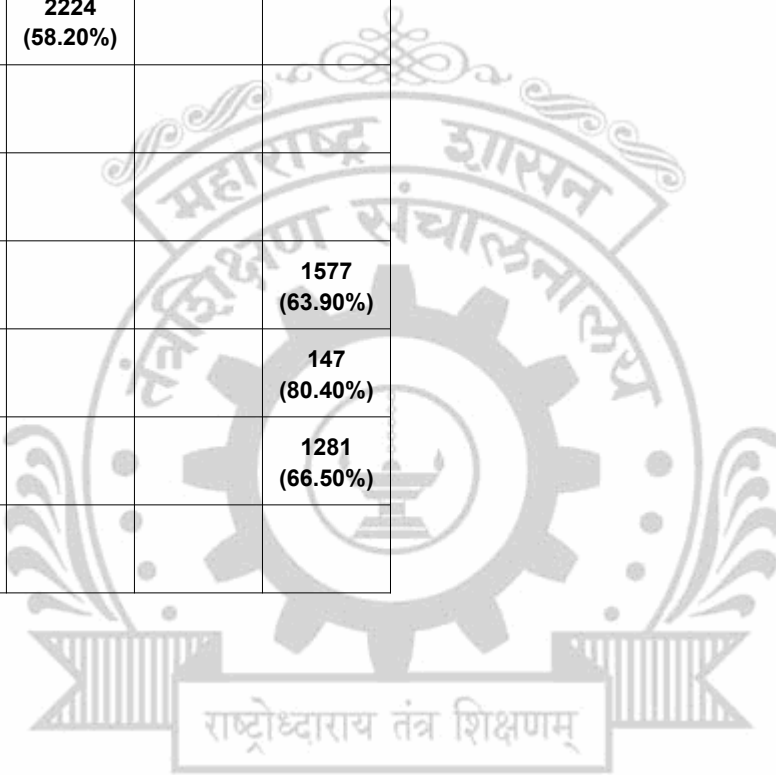 2224
(58.20%)
महाराष्ट्र शासन
तंत्रशिक्षण संचालनालय
1577
(63.90%)
147
(80.40%)
1281
(66.50%)
राष्ट्रोध्दाराय तंत्र शिक्षणम्